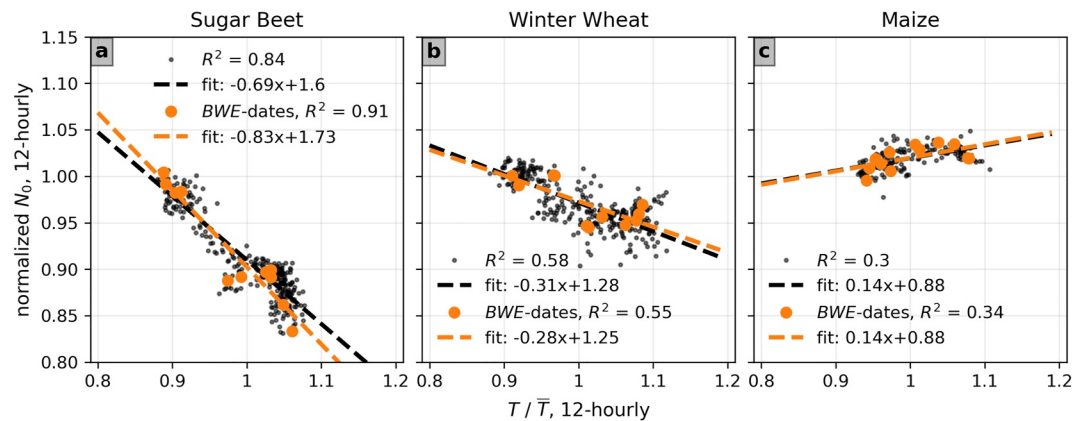 Sugar Beet
Winter Wheat
Maize
a
b
c
R² = 0.84
fit: -0.69x+1.6
BWE-dates, R² = 0.91
fit: -0.83x+1.73
R² = 0.58
fit: -0.31x+1.28
BWE-dates, R² = 0.55
fit: -0.28x+1.25
R² = 0.3
fit: 0.14x+0.88
BWE-dates, R² = 0.34
fit: 0.14x+0.88
1.15
1.10
1.05
1.00
0.95
0.90
0.85
0.80
normalized N₀, 12-hourly
0.8 0.9 1 1.1 1.2
0.8 0.9 1 1.1 1.2
0.8 0.9 1 1.1 1.2
T / T̅, 12-hourly